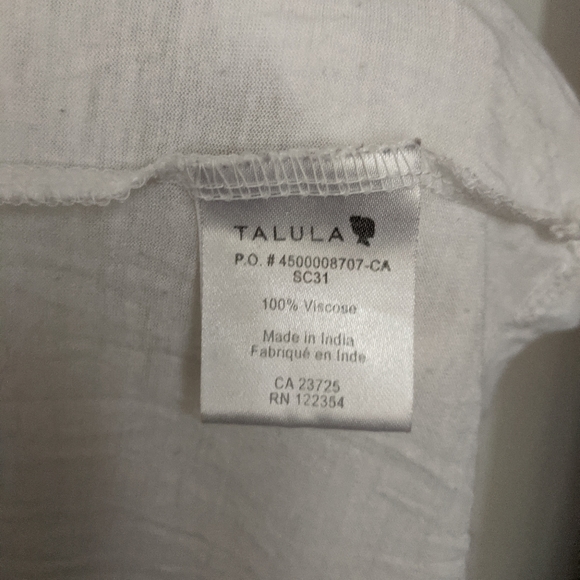 TALULA
P.O. # 4500008707-CA
SC31
100% Viscose
Made in India
Fabriqué en Inde
CA 23725
RN 122354